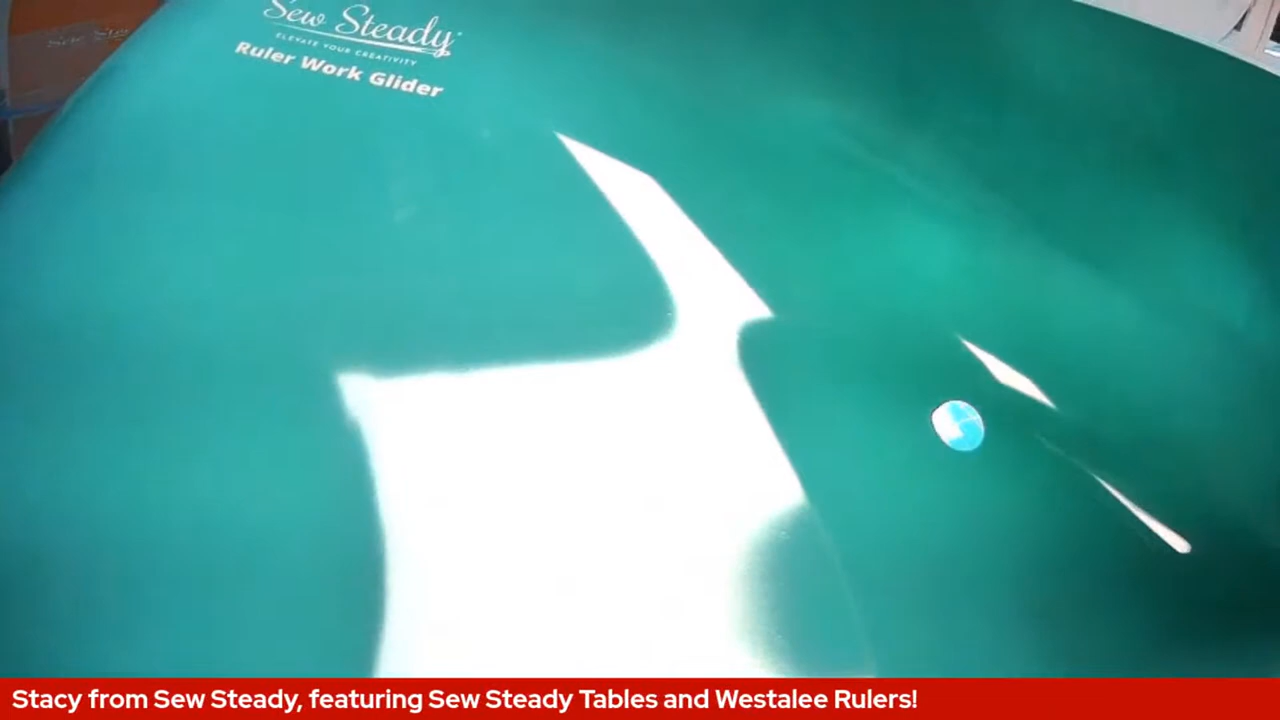 Sew Steady
ELEVATE YOUR CREATIVITY
Ruler Work Glider
Stacy from Sew Steady, featuring Sew Steady Tables and Westalee Rulers!